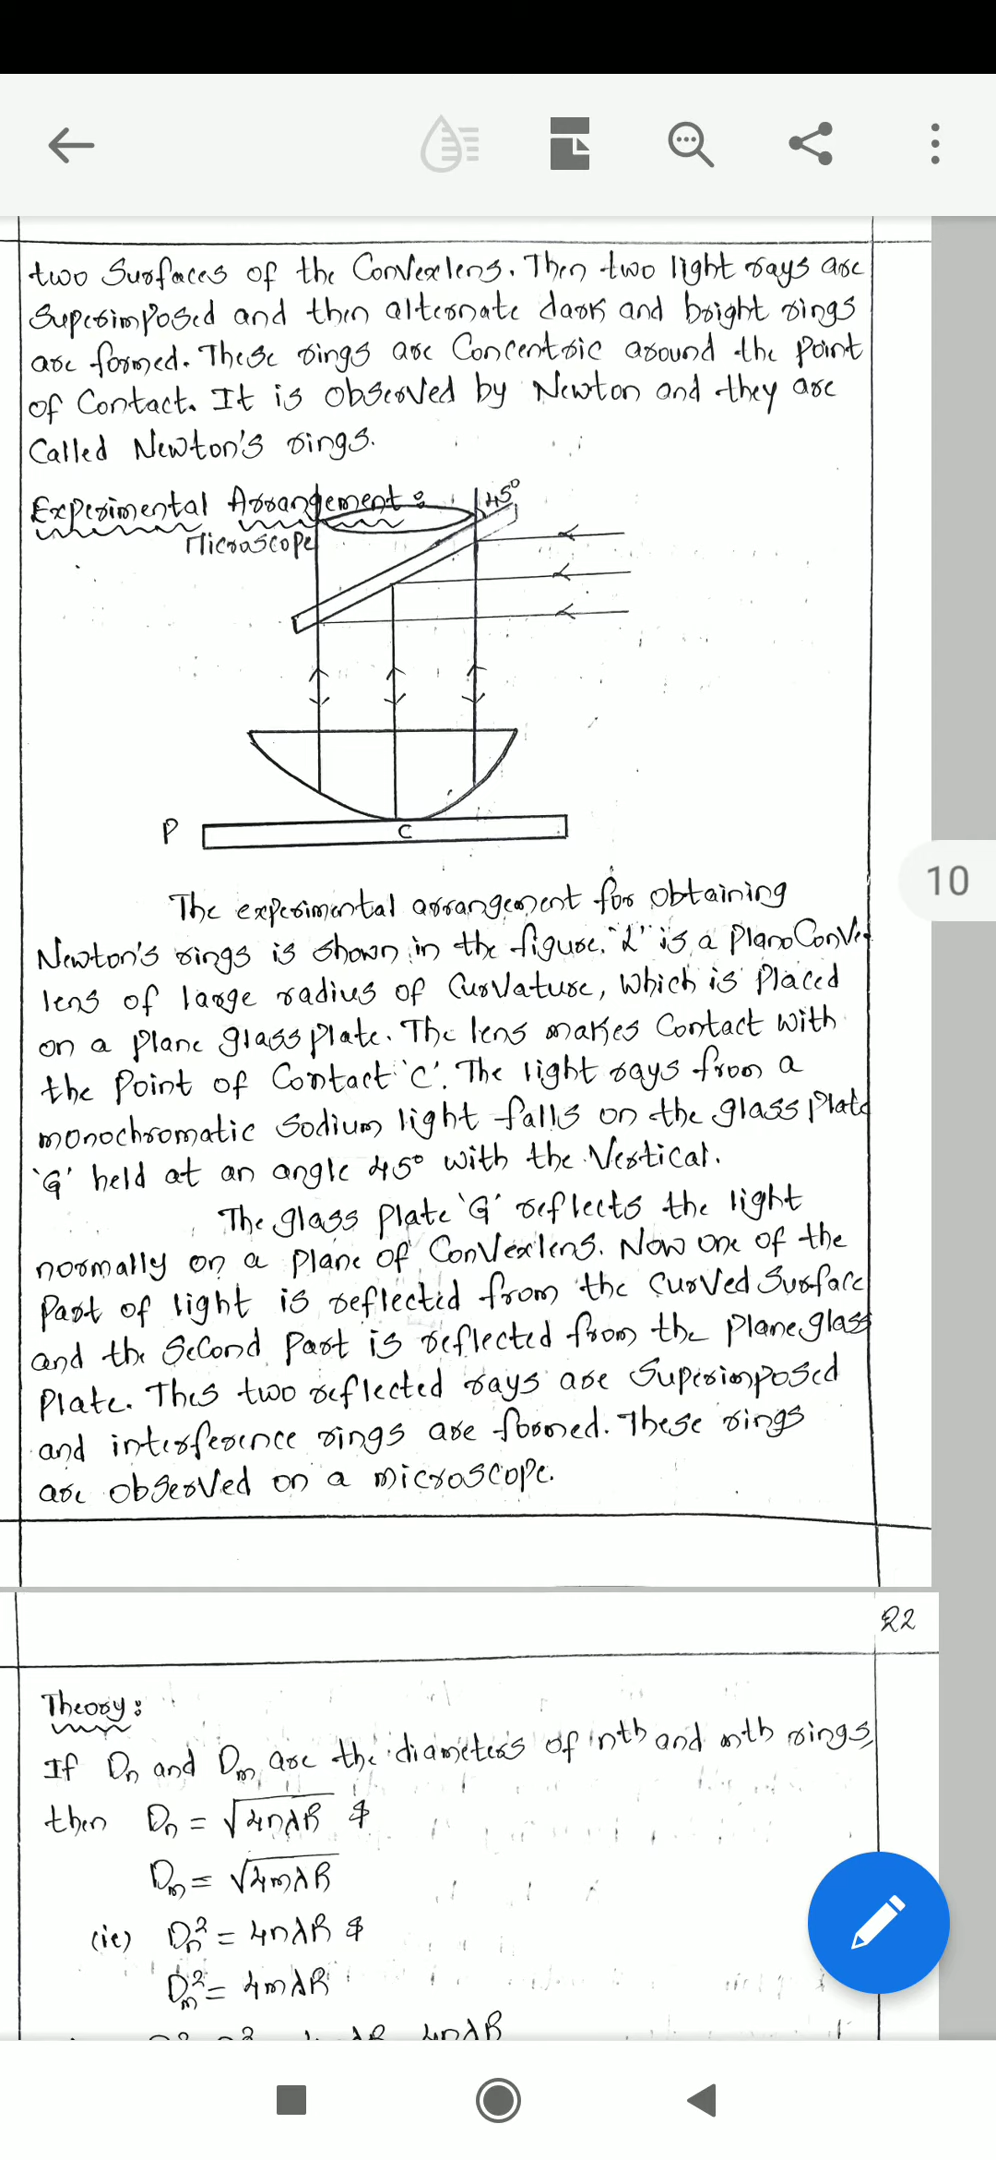 two Surfaces of the Convexlens. Then two light rays are
Superimposed and then alternate dark and bright rings
are formed. These rings are Concentric around the Point
of Contact. It is observed by Newton and they are
Called Newton's rings.
Experimental Arrangement:
45°
Microscope
P
C
10
The experimental arrangement for obtaining
Newton's rings is shown in the figure. "L" is a PlanoConve
lens of large radius of Curvature, which is Placed
on a Plane glass plate. The lens makes Contact with
the Point of Contact 'C'. The light rays from a
monochromatic Sodium light falls on the glass Plate
'G' held at an angle 45° with the Vertical.
The glass Plate 'G' reflects the light
normally on a Plane of Convexlens. Now one of the
Part of light is reflected from the Curved Surface
and the Second Part is reflected from the Plane glass
Plate. This two reflected rays are Superimposed
and interference rings are formed. These rings
are observed on a microscope.
22
Theory:
If Dn and Dm are the diameters of nth and mth rings,
then Dn = √4nλR &
Dm = √4mλR
(ie) Dn² = 4nλR &
Dm² = 4mλR